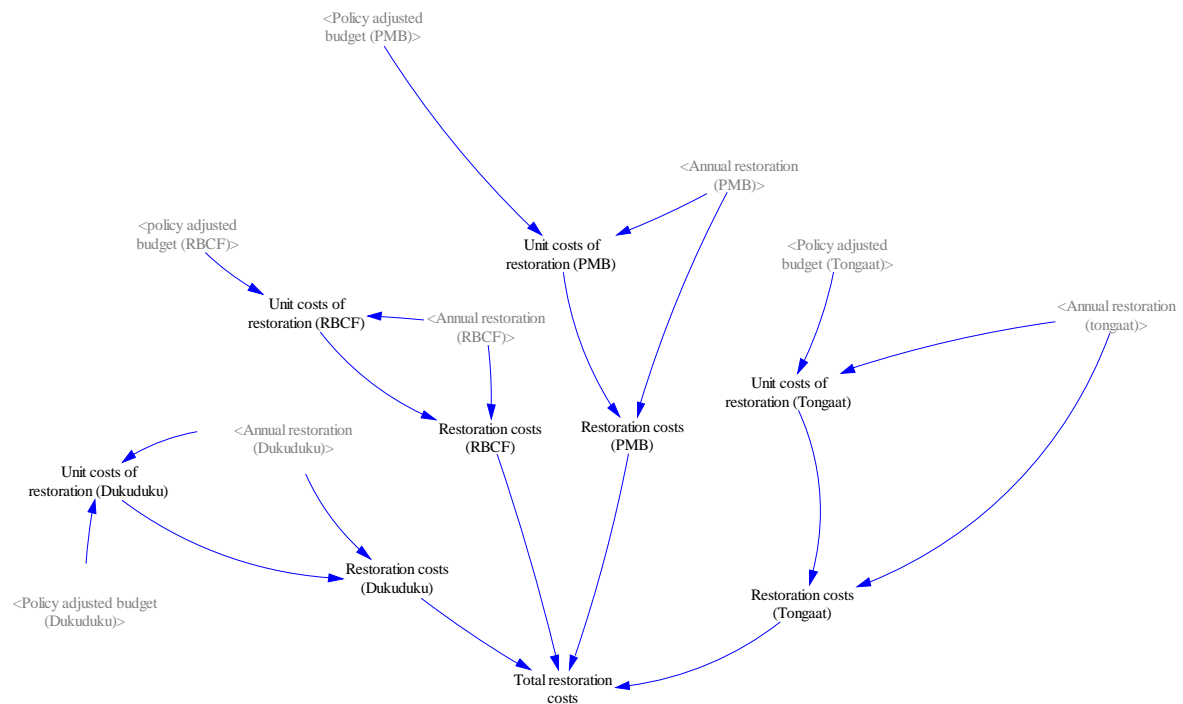 <Policy adjusted
budget (PMB)>
<Annual restoration
(PMB)>
<policy adjusted
budget (RBCF)>
Unit costs of
restoration (PMB)
<Policy adjusted
budget (Tongaat)>
Unit costs of
restoration (RBCF)
<Annual restoration
(RBCF)>
<Annual restoration
(tongaat)>
Unit costs of
restoration (Tongaat)
<Annual restoration
(Dukuduku)>
Restoration costs
(RBCF)
Restoration costs
(PMB)
Unit costs of
restoration (Dukuduku)
Restoration costs
(Dukuduku)
<Policy adjusted budget
(Dukuduku)>
Restoration costs
(Tongaat)
Total restoration
costs